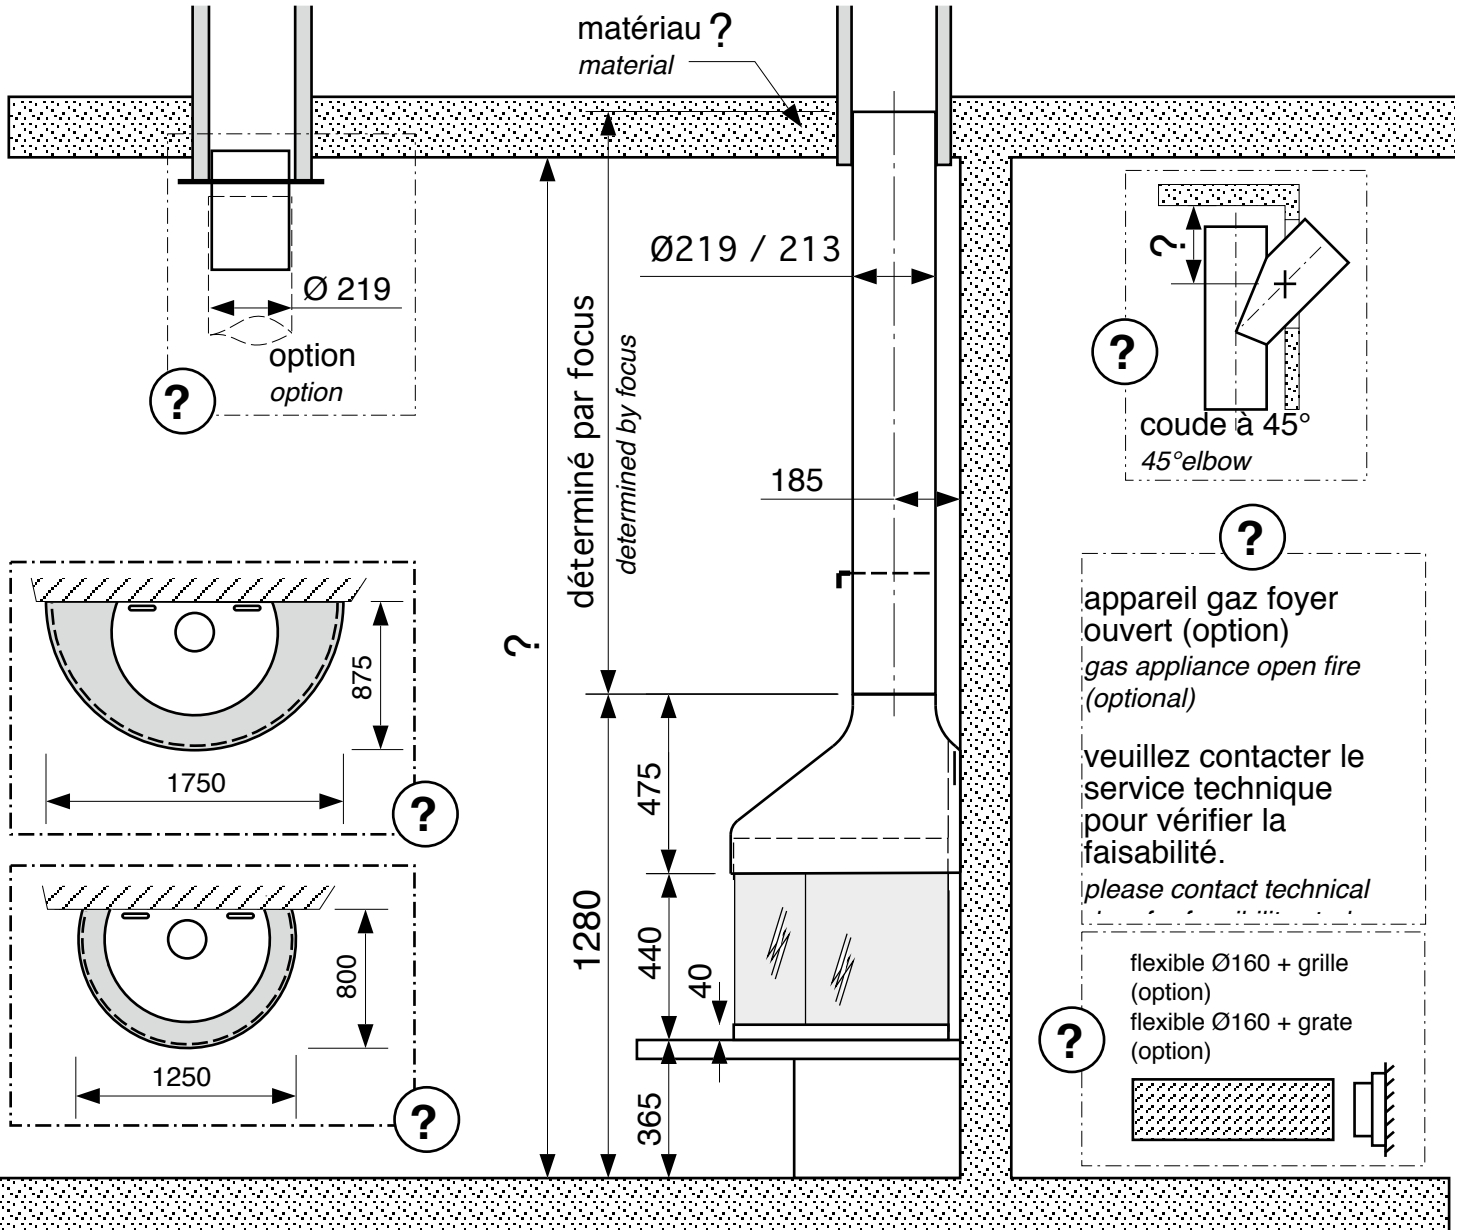 matériau ?
material
Ø219 / 213
Ø 219
option
option
?
déterminé par focus
determined by focus
?
185
?
?
coude à 45°
45°elbow
?
appareil gaz foyer
ouvert (option)
gas appliance open fire
(optional)
veuillez contacter le
service technique
pour vérifier la
faisabilité.
please contact technical
875
1750
?
800
1250
?
475
1280
440
40
365
flexible Ø160 + grille
(option)
flexible Ø160 + grate
(option)
?